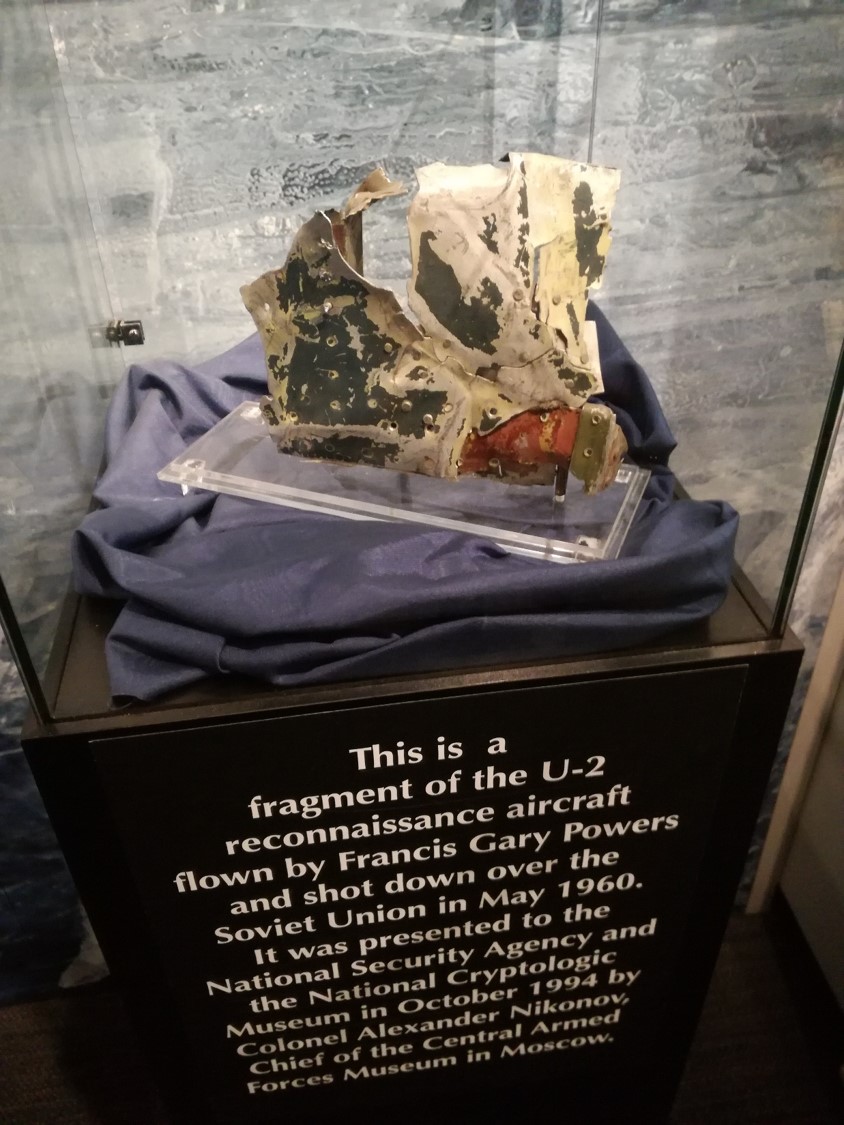 This is a
fragment of the U-2
reconnaissance aircraft
flown by Francis Gary Powers
and shot down over the
Soviet Union in May 1960.
It was presented to the
National Security Agency and
the National Cryptologic
Museum in October 1994 by
Colonel Alexander Nikonov,
Chief of the Central Armed
Forces Museum in Moscow.